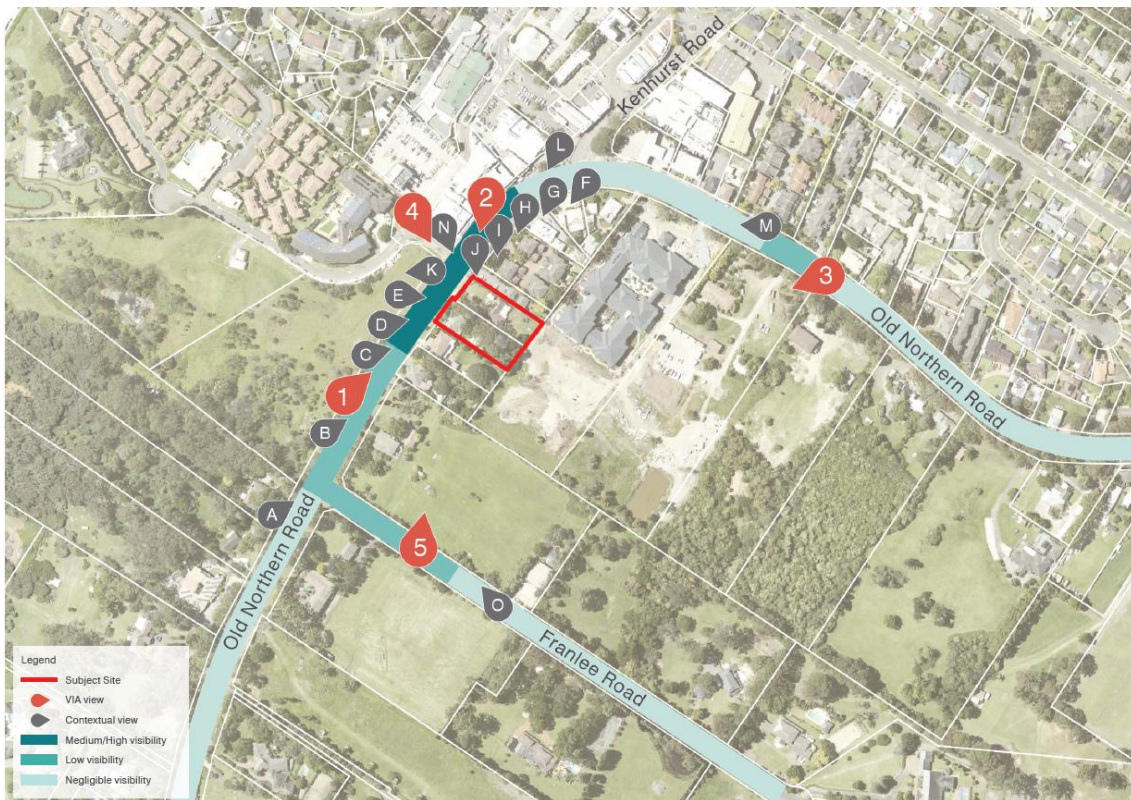 Kenhurst Road
L
F
G
H
2
I
4
N
J
M
K
3
E
D
C
1
B
Old Northern Road
A
5
O
Old Northern Road
Franlee Road
Legend
Subject Site
VIA view
Contextual view
Medium/High visibility
Low visibility
Negligible visibility